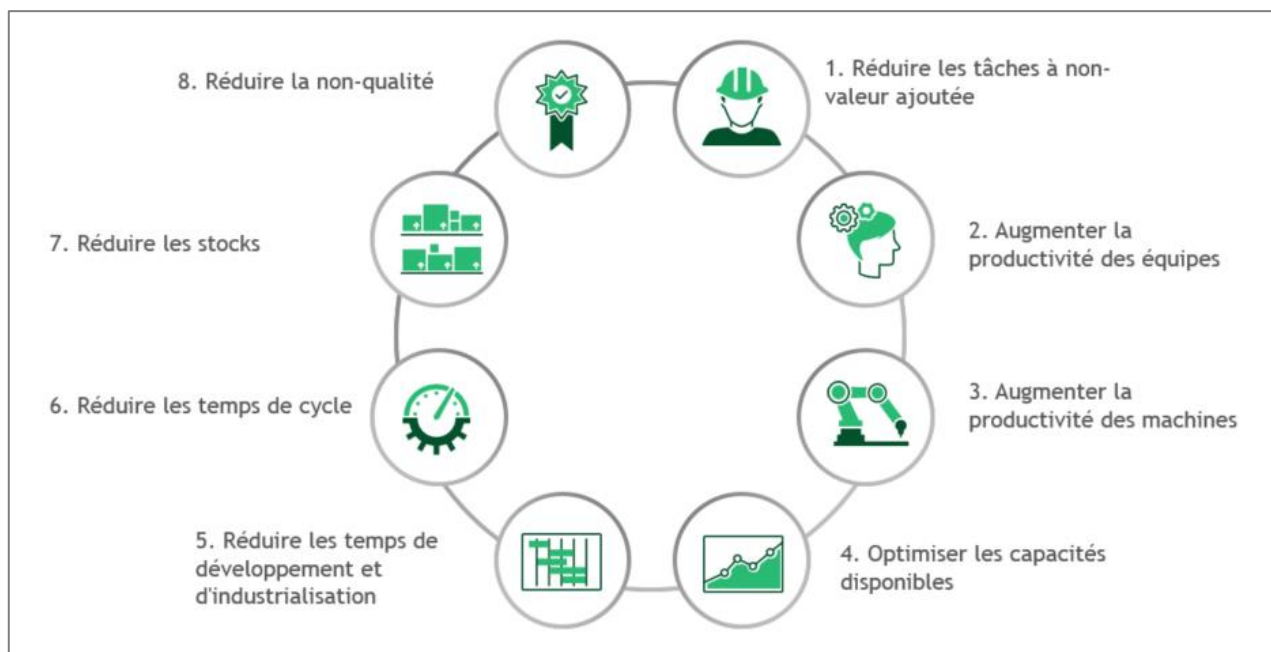 1. Réduire les tâches à non-
valeur ajoutée
2. Augmenter la
productivité des équipes
3. Augmenter la
productivité des machines
4. Optimiser les capacités
disponibles
5. Réduire les temps de
développement et
d'industrialisation
6. Réduire les temps de cycle
7. Réduire les stocks
8. Réduire la non-qualité